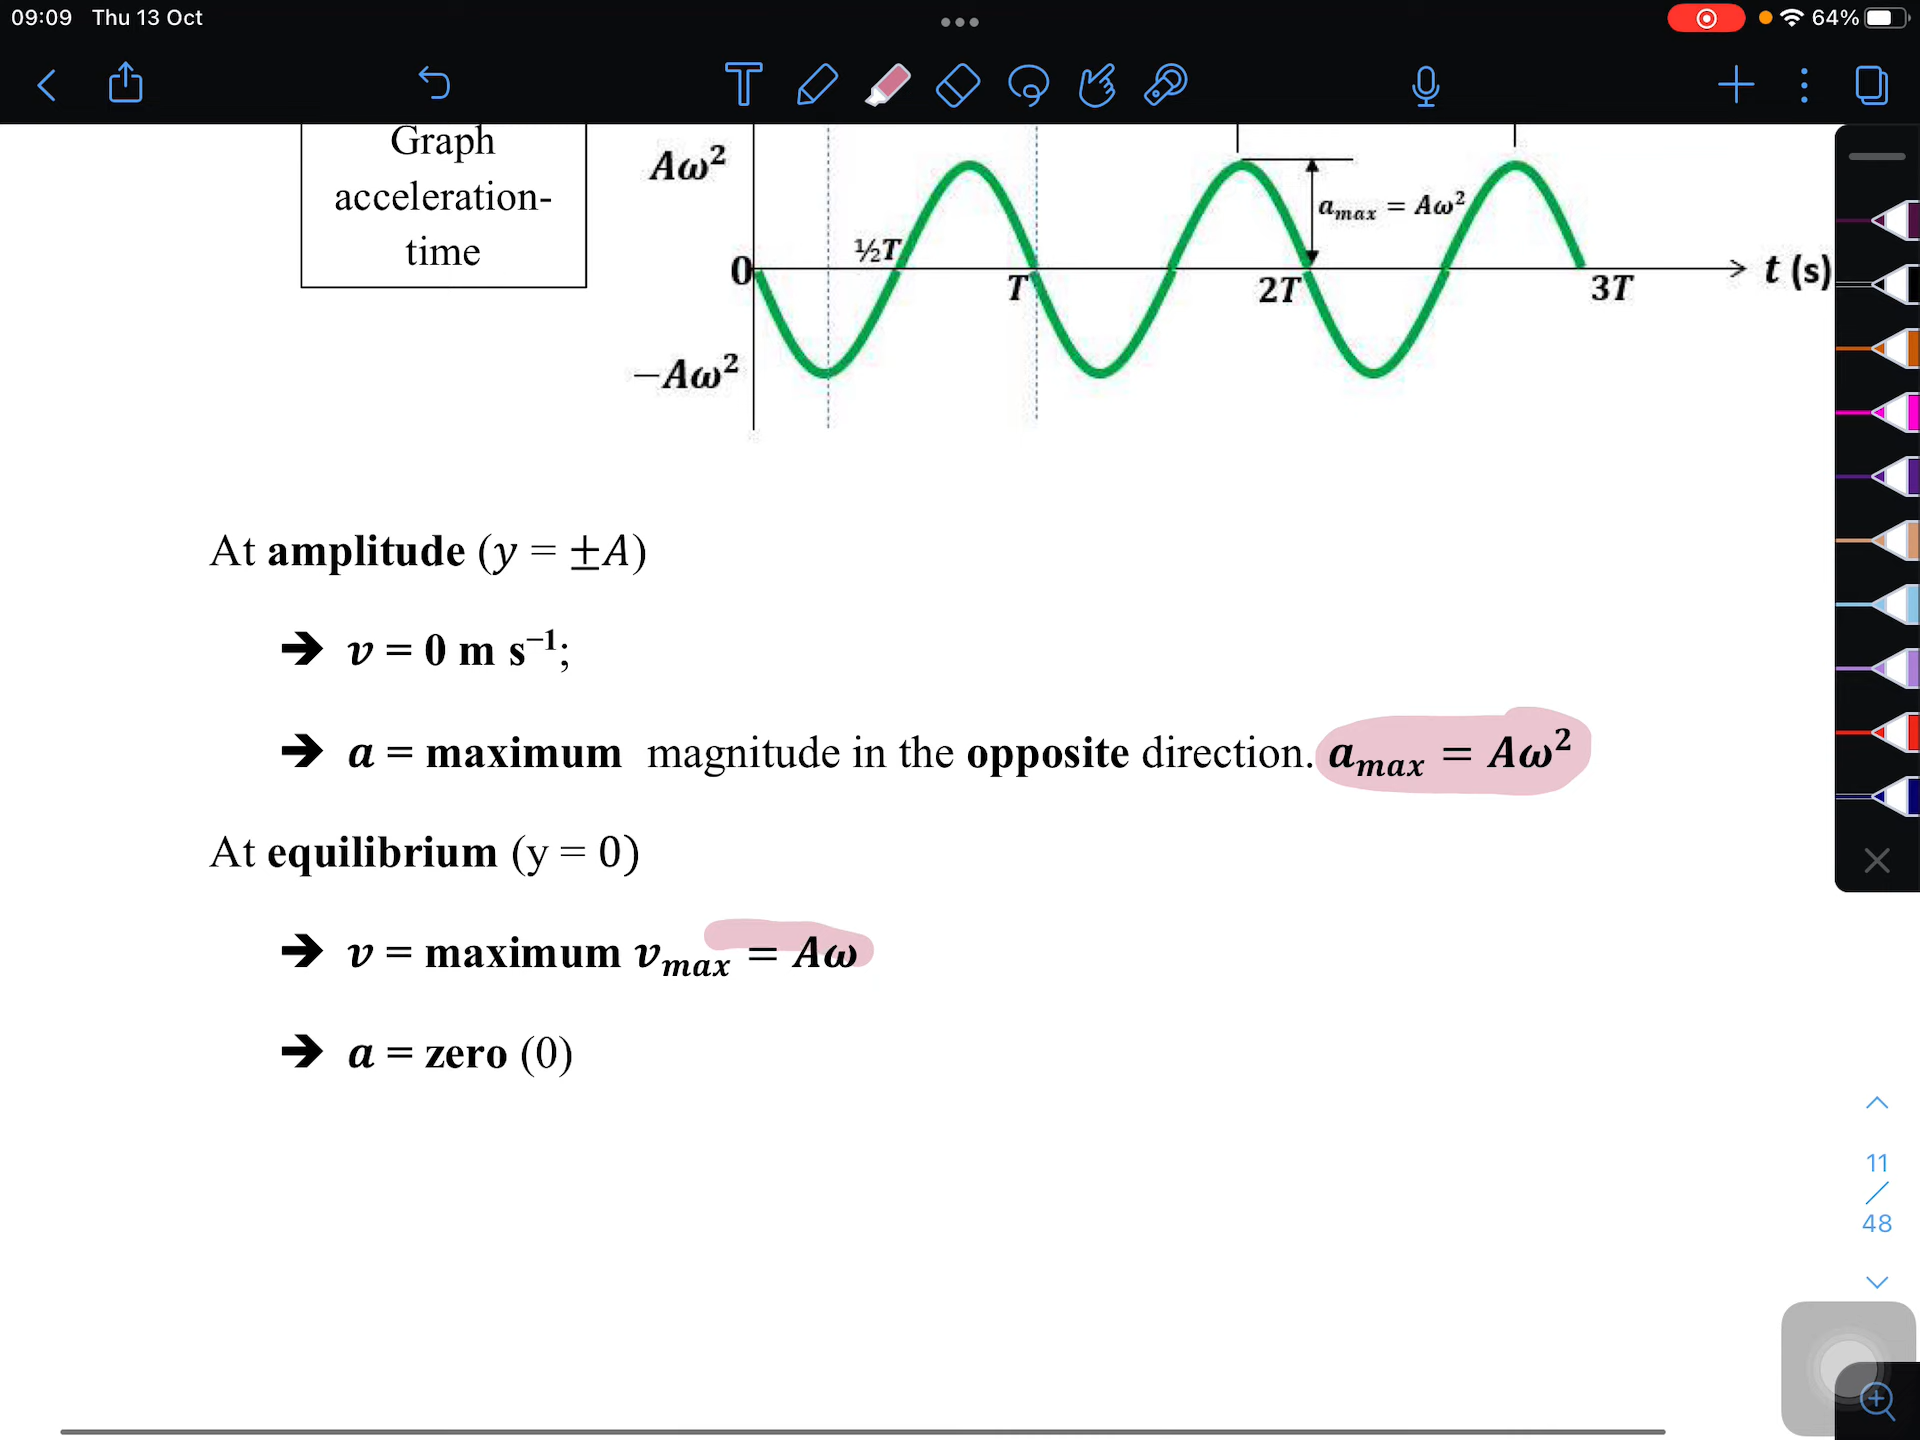 09:09 Thu 13 Oct
64%
T
Graph
acceleration-
time
Aω²
0
−Aω²
½T
T
2T
3T
t (s)
aₘₐₓ = Aω²
At amplitude (y = ±A)
➔ v = 0 m s⁻¹;
➔ a = maximum magnitude in the opposite direction. aₘₐₓ = Aω²
At equilibrium (y = 0)
➔ v = maximum vₘₐₓ = Aω
➔ a = zero (0)
11
/
48